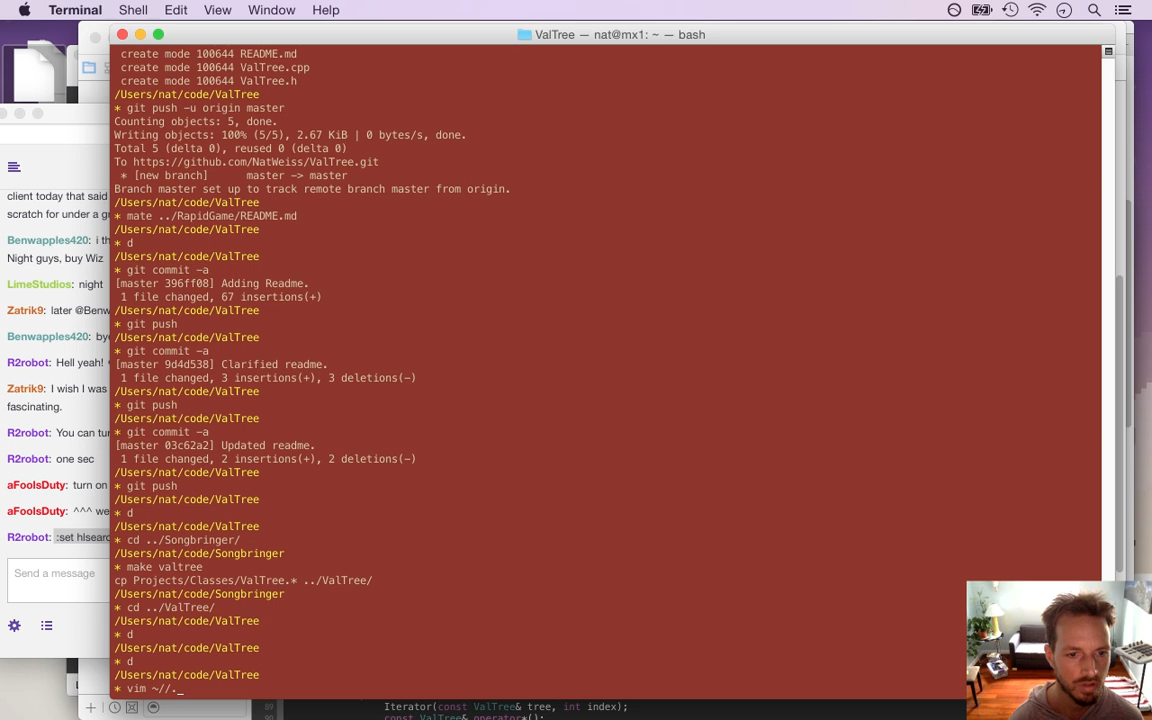 Terminal Shell Edit View Window Help
ValTree — nat@mx1: ~ — bash
create mode 100644 README.md
create mode 100644 ValTree.cpp
create mode 100644 ValTree.h
/Users/nat/code/ValTree
* git push -u origin master
Counting objects: 5, done.
Writing objects: 100% (5/5), 2.67 KiB | 0 bytes/s, done.
Total 5 (delta 0), reused 0 (delta 0)
To https://github.com/NatWeiss/ValTree.git
* [new branch] master -> master
Branch master set up to track remote branch master from origin.
/Users/nat/code/ValTree
* mate ../RapidGame/README.md
/Users/nat/code/ValTree
* d
/Users/nat/code/ValTree
* git commit -a
[master 396ff08] Adding Readme.
1 file changed, 67 insertions(+)
/Users/nat/code/ValTree
* git push
/Users/nat/code/ValTree
* git commit -a
[master 9d4d538] Clarified readme.
1 file changed, 3 insertions(+), 3 deletions(-)
/Users/nat/code/ValTree
* git push
/Users/nat/code/ValTree
* git commit -a
[master 03c62a2] Updated readme.
1 file changed, 2 insertions(+), 2 deletions(-)
/Users/nat/code/ValTree
* git push
/Users/nat/code/ValTree
* d
/Users/nat/code/ValTree
* cd ../Songbringer/
/Users/nat/code/Songbringer
* make valtree
cp Projects/Classes/ValTree.* ../ValTree/
/Users/nat/code/Songbringer
* cd ../ValTree/
/Users/nat/code/ValTree
* d
/Users/nat/code/ValTree
* d
/Users/nat/code/ValTree
* vim ~//._
client today that said
scratch for under a
Benwapples420: i
Night guys, buy Wiz
LimeStudios: night
Zatrik9: later @Benw
Benwapples420:
R2robot: Hell yeah!
Zatrik9: I wish I was
fascinating.
R2robot: You can
R2robot: one sec
aFoolsDuty: turn on
aFoolsDuty: ^^^
R2robot: :set
Send a message
89 Iterator(const ValTree& tree, int index);
90 const ValTree& operator*();